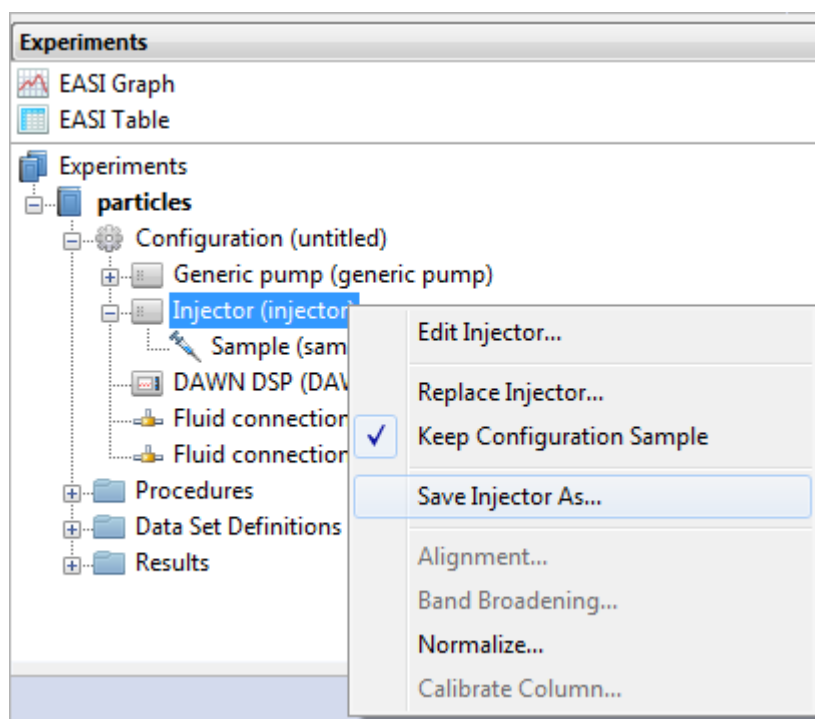 Experiments
EASI Graph
EASI Table
Experiments
particles
Configuration (untitled)
Generic pump (generic pump)
Injector (injector)
Sample (sam
DAWN DSP (DAW
Fluid connection
Fluid connection
Procedures
Data Set Definitions
Results
Edit Injector...
Replace Injector...
Keep Configuration Sample
Save Injector As...
Alignment...
Band Broadening...
Normalize...
Calibrate Column...